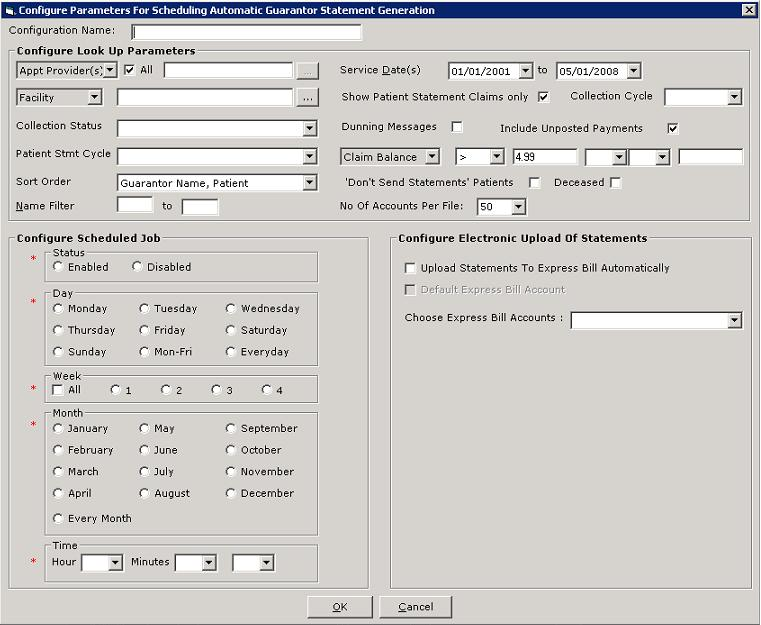 Configure Parameters For Scheduling Automatic Guarantor Statement Generation
Configuration Name:
Configure Look Up Parameters
Appt Provider(s) All ... Service Date(s) 01/01/2001 to 05/01/2008
Facility ... Show Patient Statement Claims only Collection Cycle
Collection Status Dunning Messages Include Unposted Payments
Patient Stmt Cycle Claim Balance > 4.99
Sort Order Guarantor Name, Patient 'Don't Send Statements' Patients Deceased
Name Filter to No Of Accounts Per File: 50
Configure Scheduled Job
* Status
Enabled Disabled
* Day
Monday Tuesday Wednesday
Thursday Friday Saturday
Sunday Mon-Fri Everyday
Week
* All 1 2 3 4
Month
* January May September
February June October
March July November
April August December
Every Month
Time
* Hour Minutes
Configure Electronic Upload Of Statements
Upload Statements To Express Bill Automatically
Default Express Bill Account
Choose Express Bill Accounts :
OK Cancel